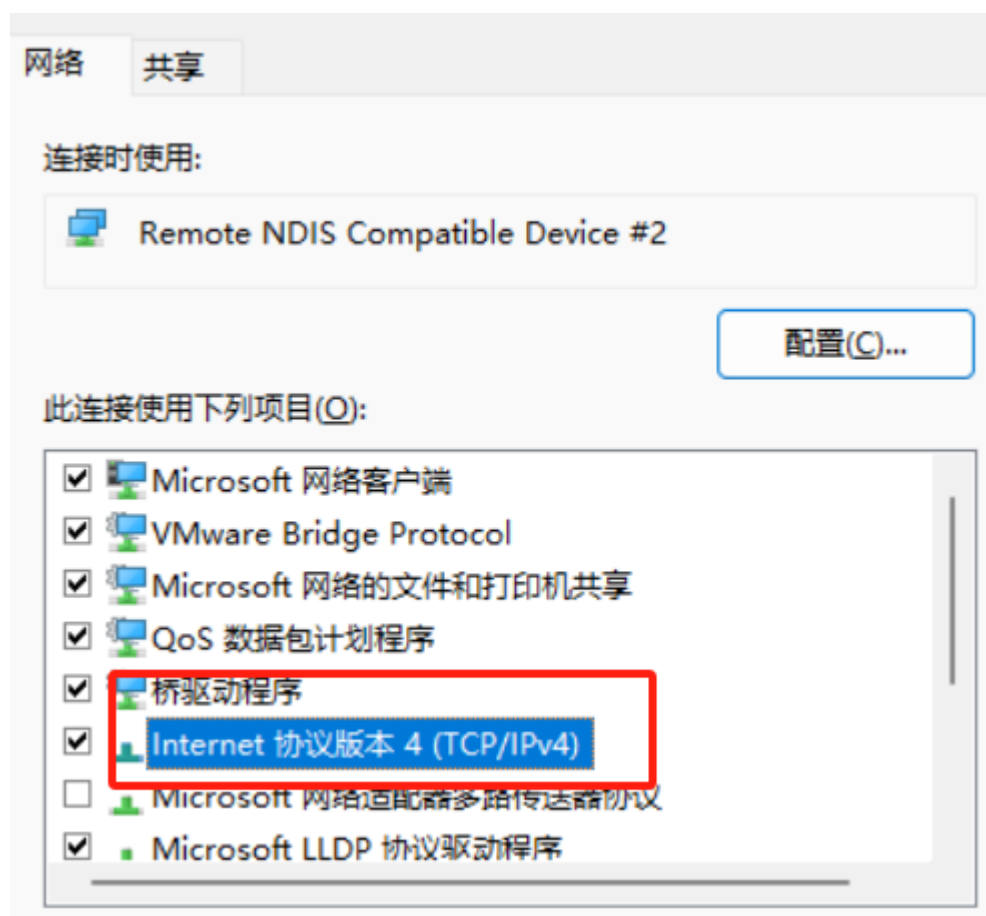 网络
共享
连接时使用:
Remote NDIS Compatible Device #2
配置(C)...
此连接使用下列项目(O):
Microsoft 网络客户端
VMware Bridge Protocol
Microsoft 网络的文件和打印机共享
QoS 数据包计划程序
桥驱动程序
Internet 协议版本 4 (TCP/IPv4)
Microsoft 网络适配器多路传送器协议
Microsoft LLDP 协议驱动程序